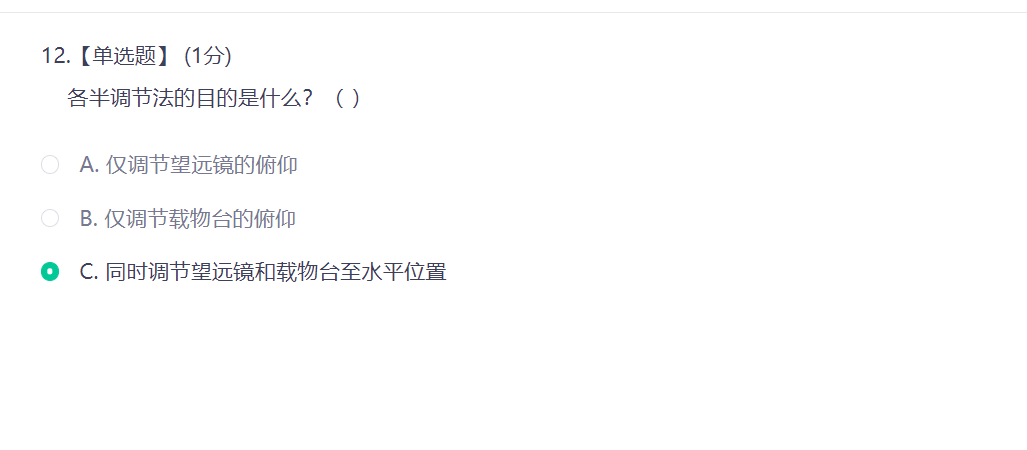 12.【单选题】 (1分)
各半调节法的目的是什么？（ ）
A. 仅调节望远镜的俯仰
B. 仅调节载物台的俯仰
C. 同时调节望远镜和载物台至水平位置